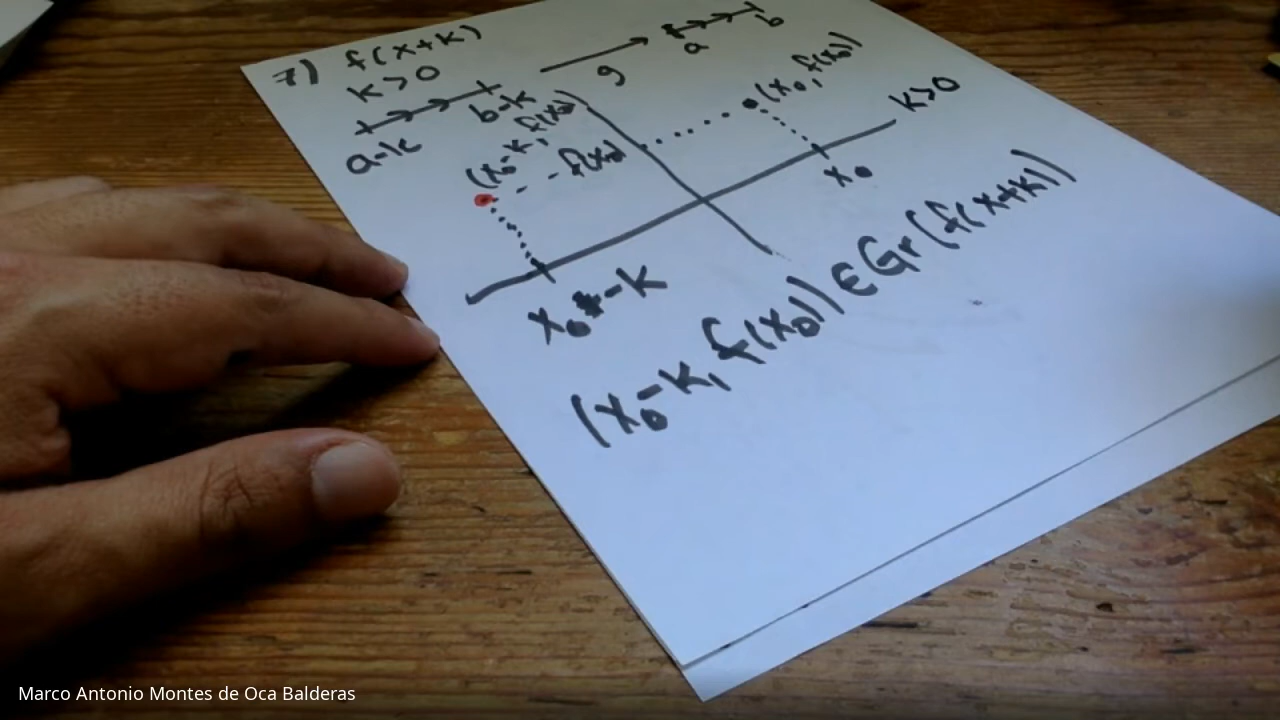 7) f(x+k)
k>0
a-k b-k
g
a b
(x₀-k, f(x₀))
f(x₀)
(x₀, f(x₀))
k>0
x₀
x₀-k
(x₀-k, f(x₀)) ∈ Gr(f(x+k))
Marco Antonio Montes de Oca Balderas